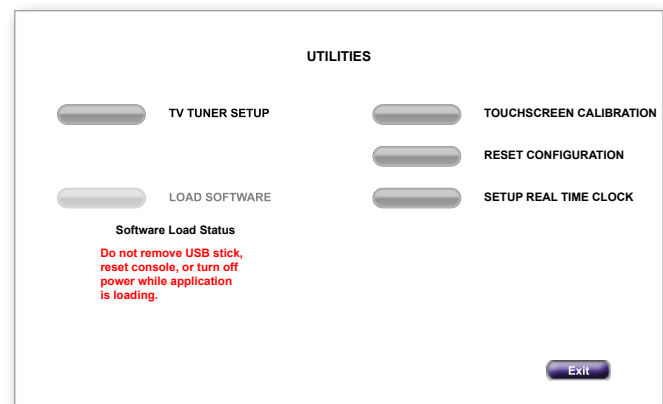 UTILITIES
TV TUNER SETUP
TOUCHSCREEN CALIBRATION
RESET CONFIGURATION
LOAD SOFTWARE
SETUP REAL TIME CLOCK
Software Load Status
Do not remove USB stick,
reset console, or turn off
power while application
is loading.
Exit